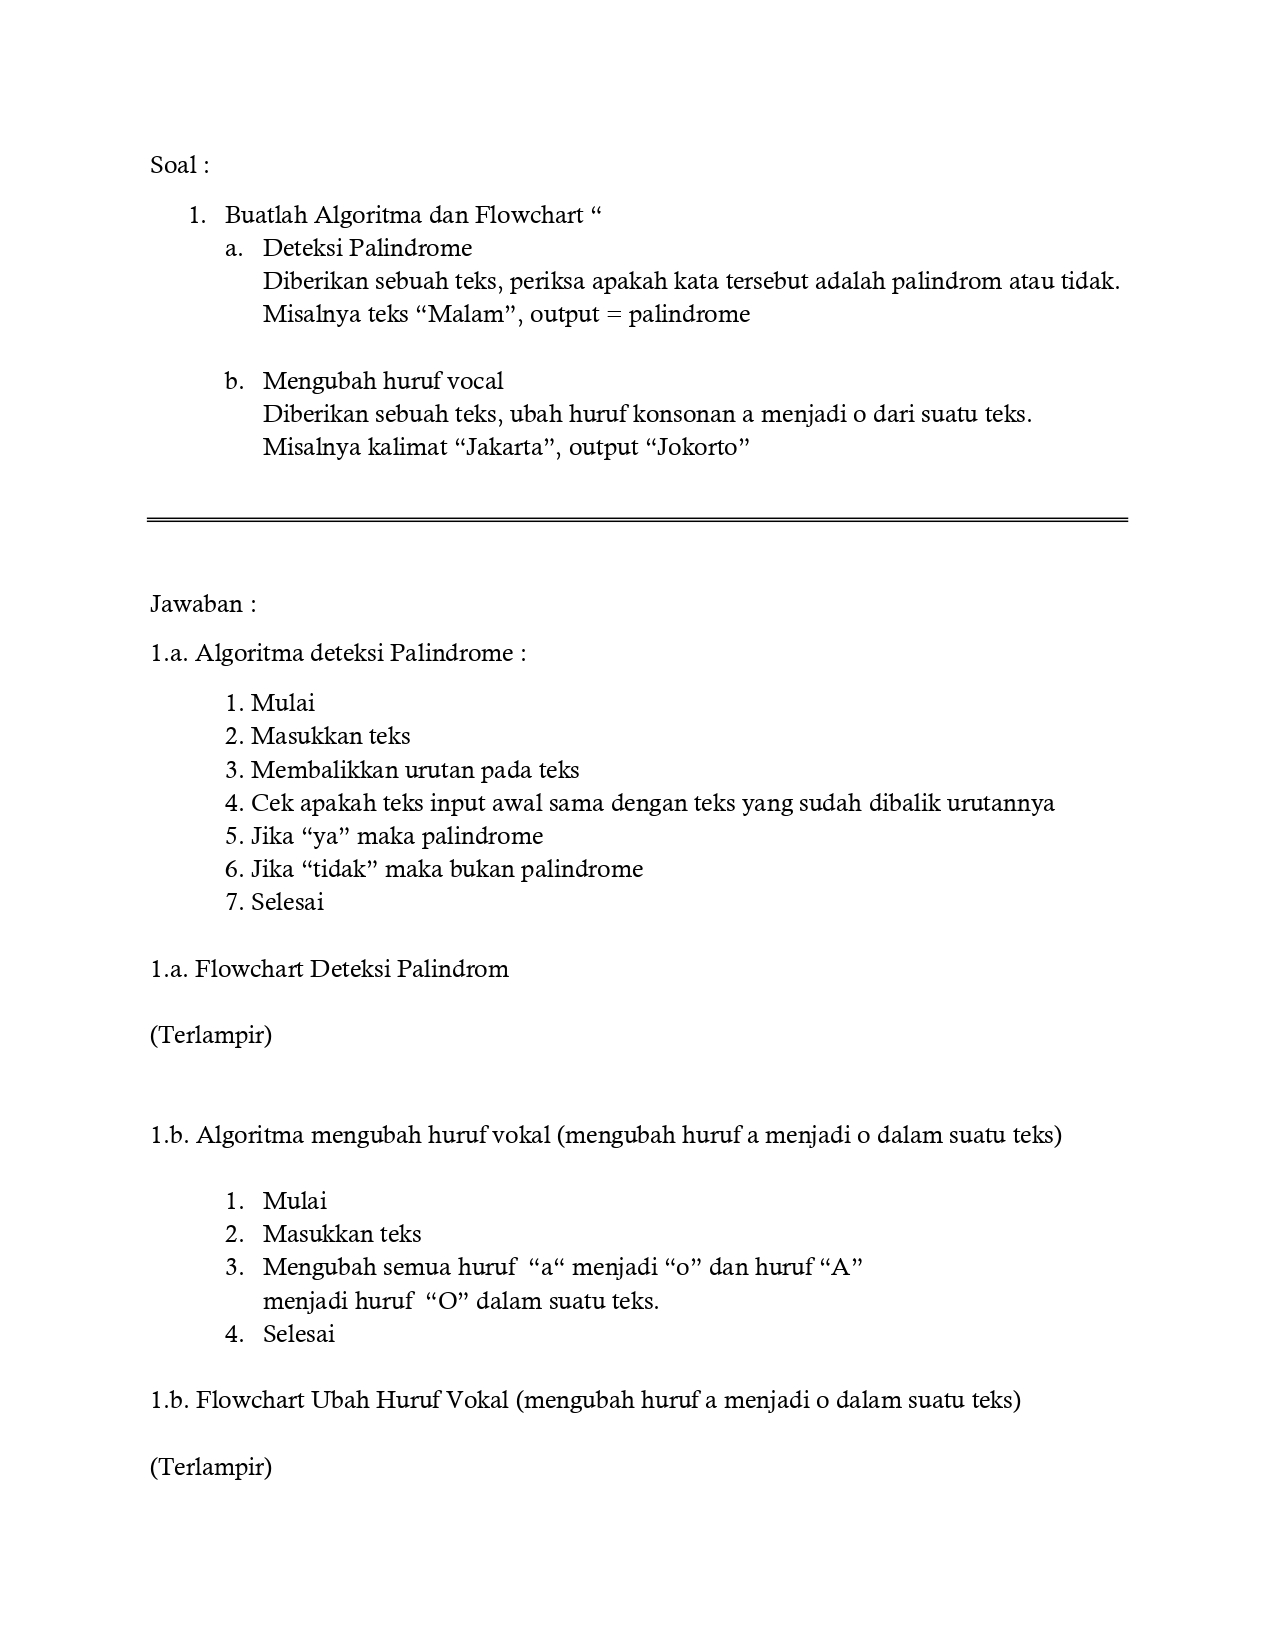 Soal :
1. Buatlah Algoritma dan Flowchart “
a. Deteksi Palindrome
Diberikan sebuah teks, periksa apakah kata tersebut adalah palindrom atau tidak.
Misalnya teks “Malam”, output = palindrome
b. Mengubah huruf vocal
Diberikan sebuah teks, ubah huruf konsonan a menjadi o dari suatu teks.
Misalnya kalimat “Jakarta”, output “Jokorto”
Jawaban :
1.a. Algoritma deteksi Palindrome :
1. Mulai
2. Masukkan teks
3. Membalikkan urutan pada teks
4. Cek apakah teks input awal sama dengan teks yang sudah dibalik urutannya
5. Jika “ya” maka palindrome
6. Jika “tidak” maka bukan palindrome
7. Selesai
1.a. Flowchart Deteksi Palindrom
(Terlampir)
1.b. Algoritma mengubah huruf vokal (mengubah huruf a menjadi o dalam suatu teks)
1. Mulai
2. Masukkan teks
3. Mengubah semua huruf “a“ menjadi “o” dan huruf “A”
menjadi huruf “O” dalam suatu teks.
4. Selesai
1.b. Flowchart Ubah Huruf Vokal (mengubah huruf a menjadi o dalam suatu teks)
(Terlampir)